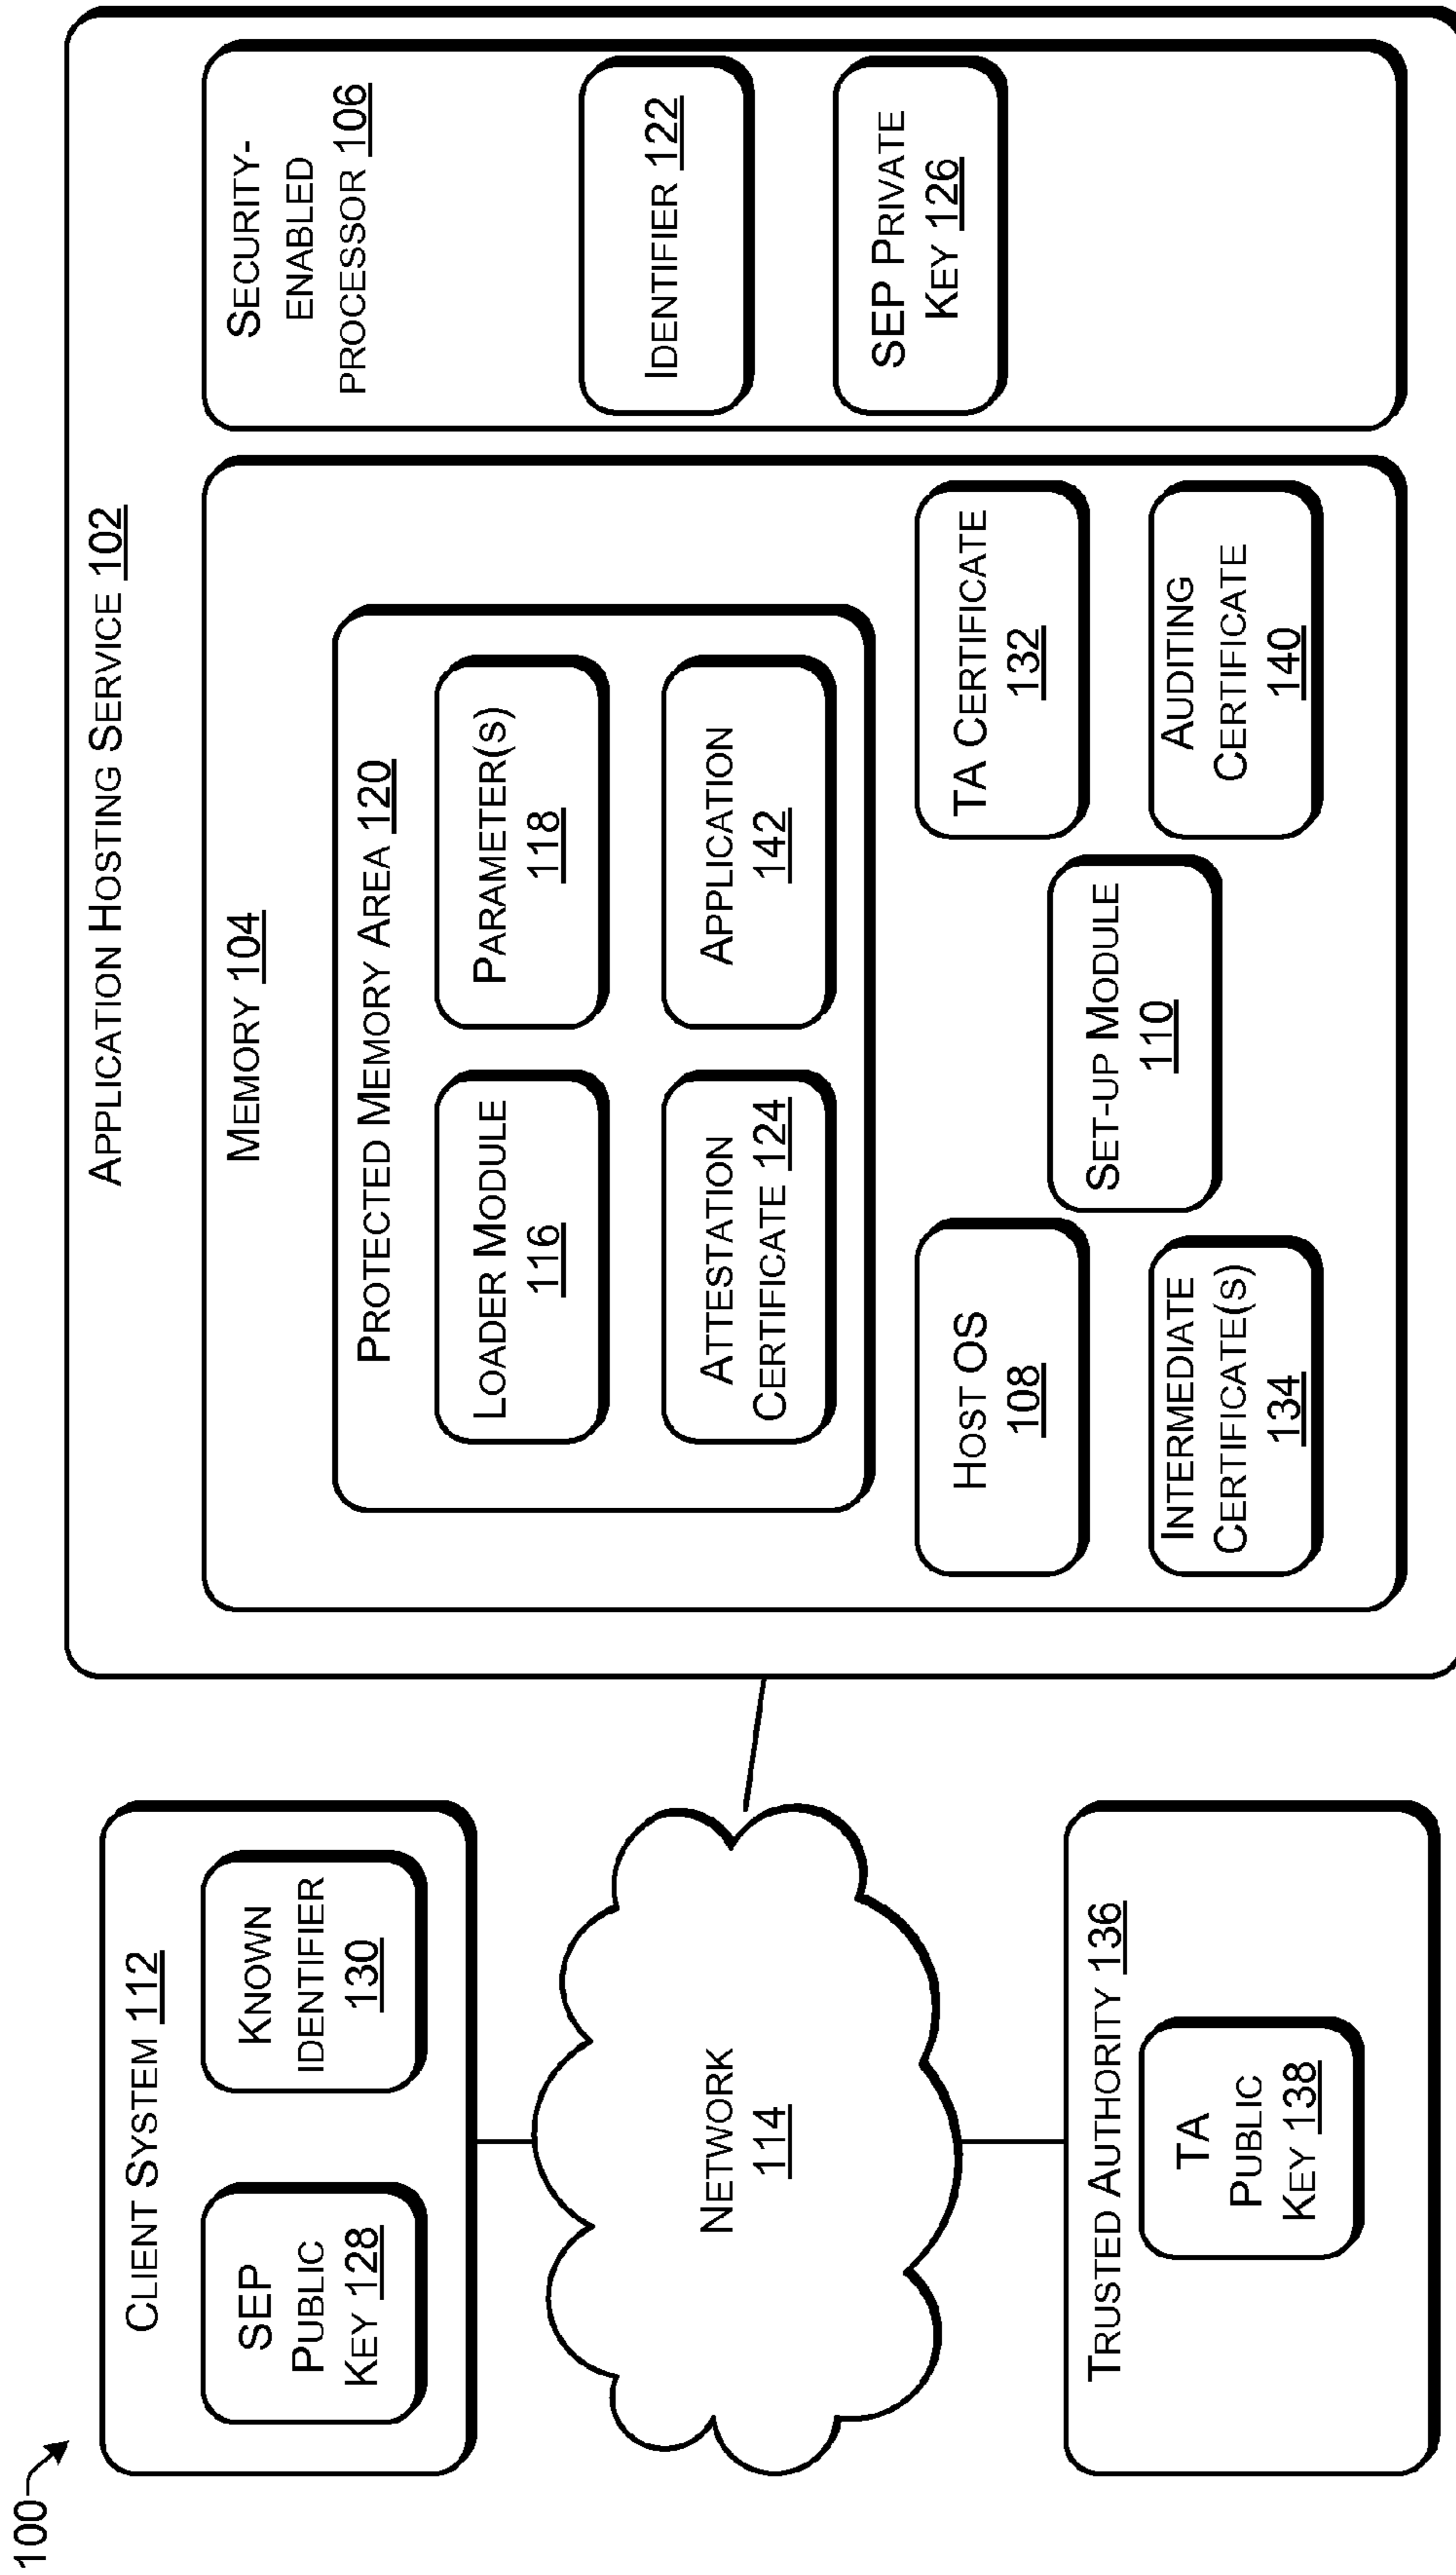 100
CLIENT SYSTEM 112
SEP
PUBLIC
KEY 128
KNOWN
IDENTIFIER
130
NETWORK
114
TRUSTED AUTHORITY 136
TA
PUBLIC
KEY 138
APPLICATION HOSTING SERVICE 102
MEMORY 104
PROTECTED MEMORY AREA 120
LOADER MODULE
116
PARAMETER(S)
118
ATTESTATION
CERTIFICATE 124
APPLICATION
142
HOST OS
108
TA CERTIFICATE
132
SET-UP MODULE
110
INTERMEDIATE
CERTIFICATE(S)
134
AUDITING
CERTIFICATE
140
SECURITY-
ENABLED
PROCESSOR 106
IDENTIFIER 122
SEP PRIVATE
KEY 126